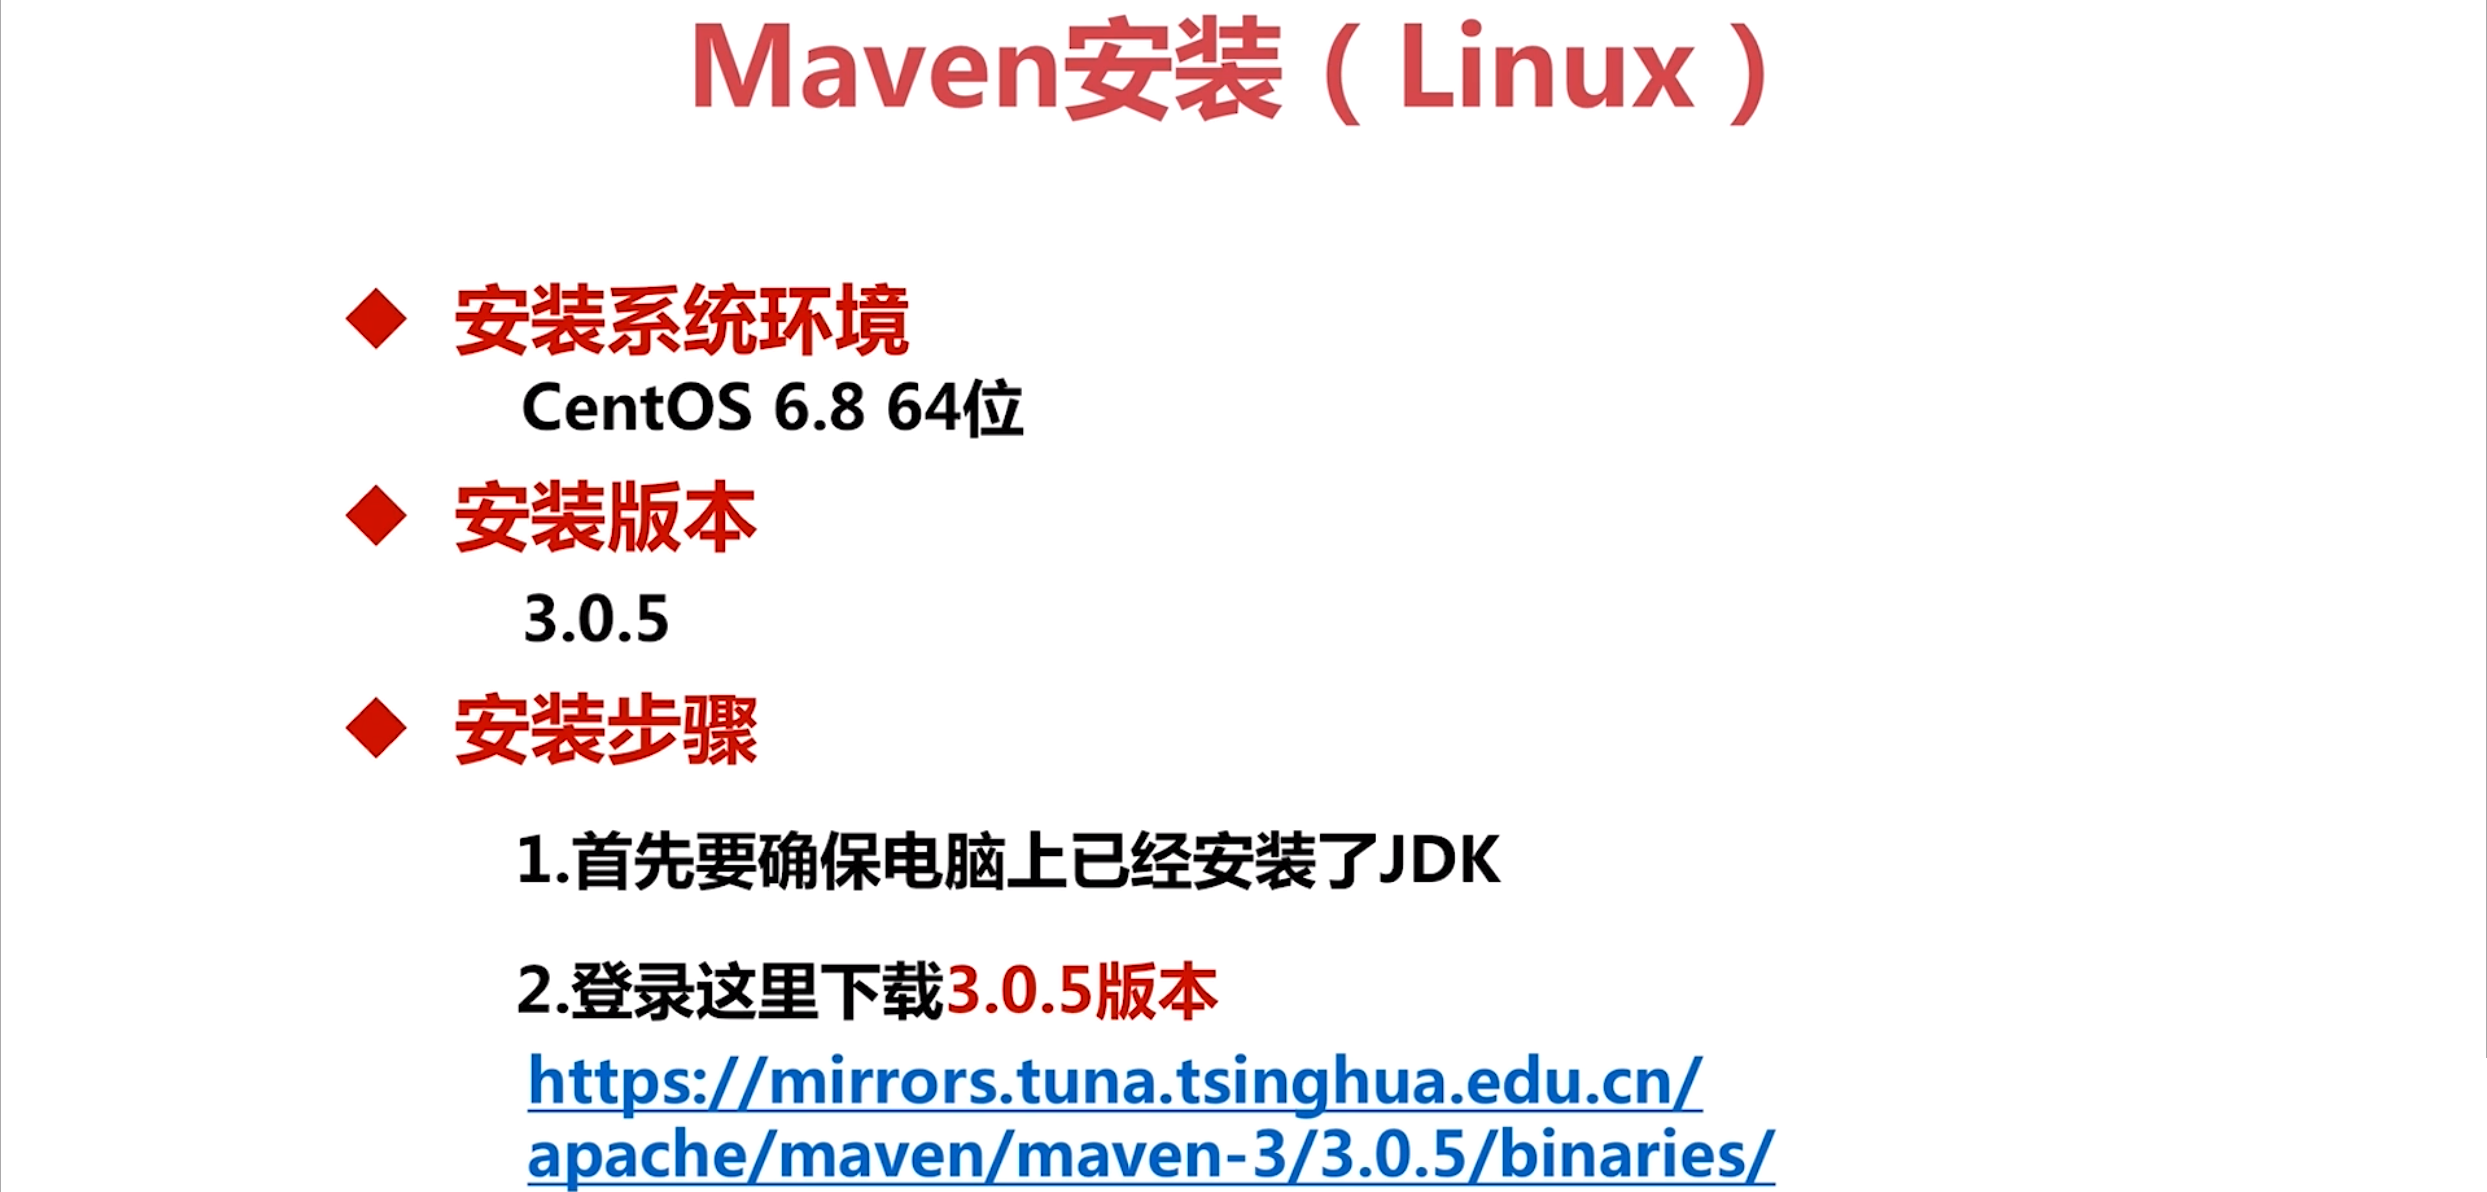 Maven安装（Linux）
安装系统环境
CentOS 6.8 64位
安装版本
3.0.5
安装步骤
1.首先要确保电脑上已经安装了JDK
2.登录这里下载3.0.5版本
https://mirrors.tuna.tsinghua.edu.cn/
apache/maven/maven-3/3.0.5/binaries/